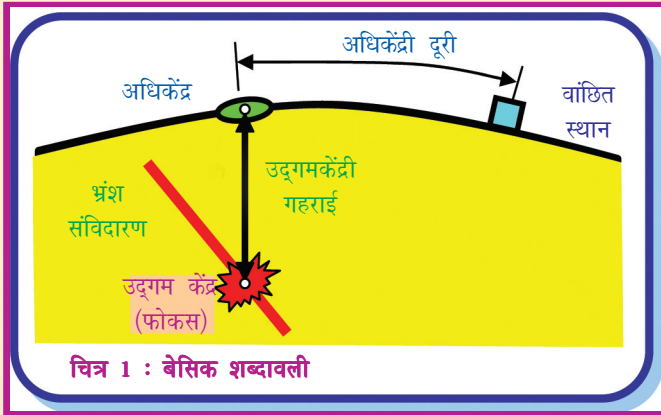 अधिकेंद्री दूरी
अधिकेंद्र
वांछित
स्थान
उद्गमकेंद्री
गहराई
भ्रंश
संविदारण
उद्गम केंद्र
(फोकस)
चित्र 1 : बेसिक शब्दावली